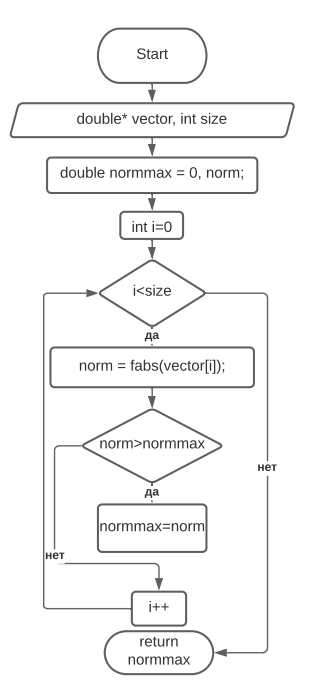 Start
double* vector, int size
double normmax = 0, norm;
int i=0
i<size
да
norm = fabs(vector[i]);
norm>normmax
нет
да
normmax=norm
нет
i++
return
normmax